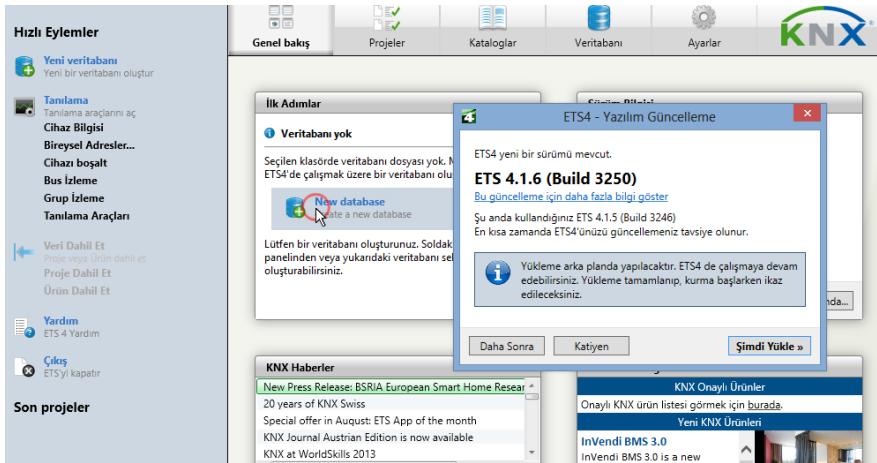 Hızlı Eylemler
Yeni veritabanı
Yeni bir veritabanı oluştur
Tanılama
Tanılama araçlarını aç
Cihaz Bilgisi
Bireysel Adresler...
Cihazı boşalt
Bus İzleme
Grup İzleme
Tanılama Araçları
Veri Dahil Et
Proje veya Ürün dahil et
Proje Dahil Et
Ürün Dahil Et
Yardım
ETS 4 Yardım
Çıkış
ETS'yi kapatır
Son projeler
Genel bakış
Projeler
Kataloglar
Veritabanı
Ayarlar
KNX
İlk Adımlar
Veritabanı yok
Seçilen klasörde veritabanı dosyası yok.
ETS4'de çalışmak üzere bir veritabanı
New database
a new database
Lütfen bir veritabanı oluşturunuz.
panelinden veya yukarıdaki veritabanı
oluşturabilirsiniz.
ETS4 - Yazılım Güncelleme
ETS4 yeni bir sürümü mevcut.
ETS 4.1.6 (Build 3250)
Bu güncelleme için daha fazla bilgi göster
Şu anda kullandığınız ETS 4.1.5 (Build 3246)
En kısa zamanda ETS4'ünüzü güncellemeniz tavsiye olunur.
Yükleme arka planda yapılacaktır. ETS4 de çalışmaya devam
edebilirsiniz. Yükleme tamamlanıp, kurma başlarken ikaz
edileceksiniz.
Daha Sonra
Katiyen
Şimdi Yükle »
KNX Haberler
New Press Release: BSRIA European Smart Home
20 years of KNX Swiss
Special offer in August: ETS App of the month
KNX Journal Austrian Edition is now available
KNX at WorldSkills 2013
KNX Onaylı Ürünler
Onaylı KNX ürün listesi görmek için burada.
Yeni KNX Ürünleri
InVendi BMS 3.0
InVendi BMS 3.0 is a new